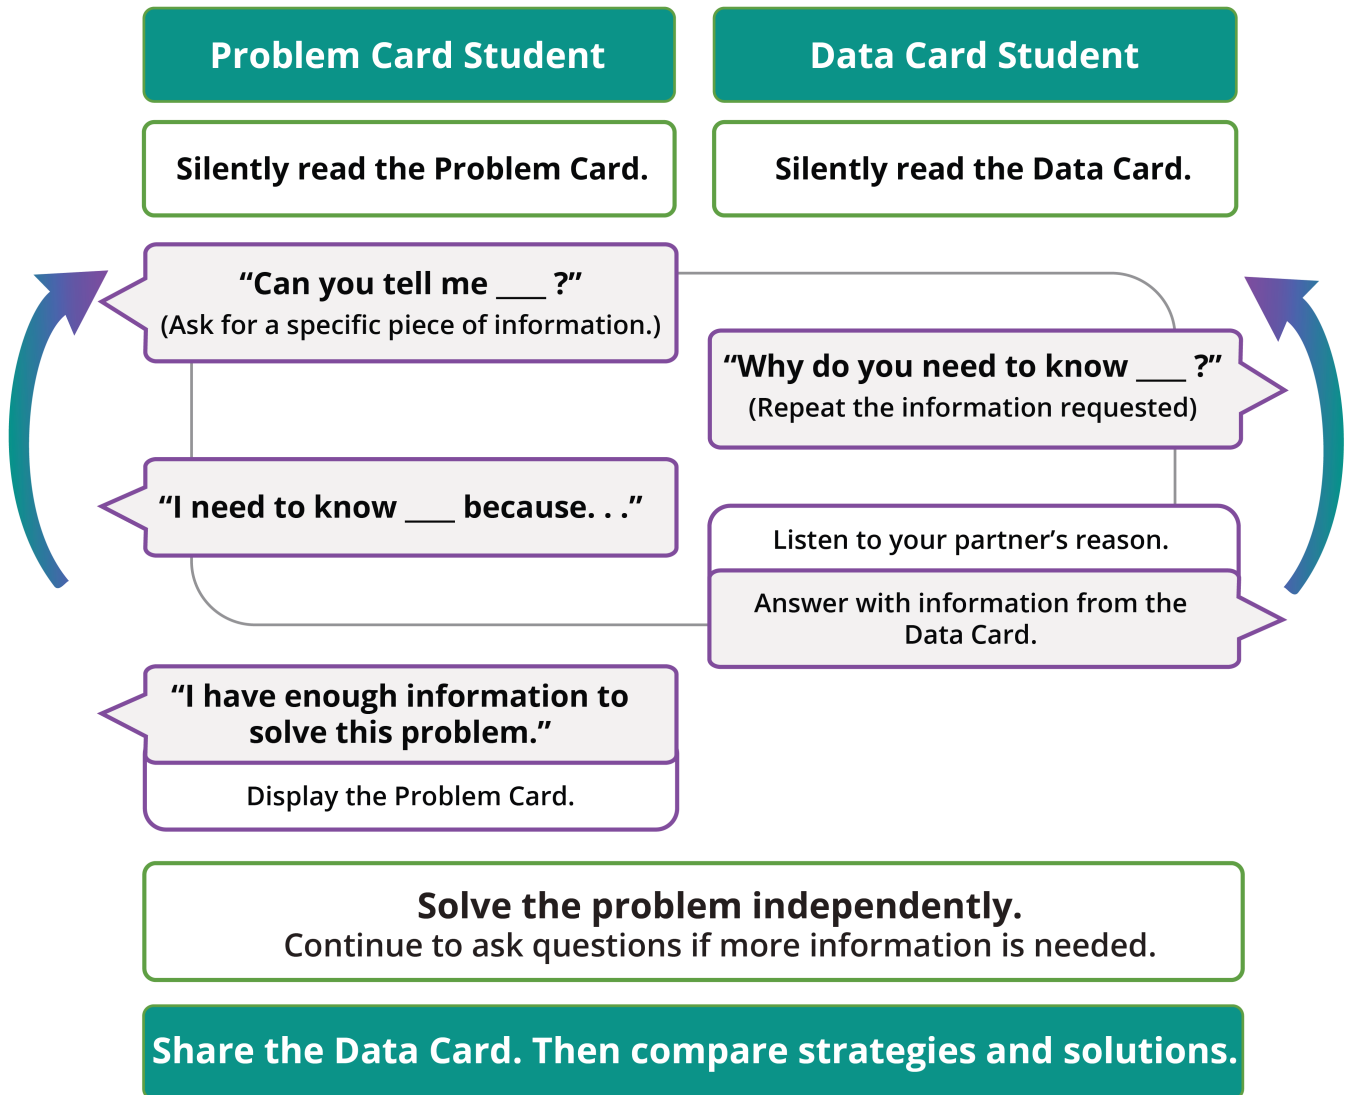 Problem Card Student
Data Card Student
Silently read the Problem Card.
Silently read the Data Card.
“Can you tell me ____ ?”
(Ask for a specific piece of information.)
“Why do you need to know ____ ?”
(Repeat the information requested)
“I need to know ____ because. . .”
Listen to your partner’s reason.
Answer with information from the
Data Card.
“I have enough information to
solve this problem.”
Display the Problem Card.
Solve the problem independently.
Continue to ask questions if more information is needed.
Share the Data Card. Then compare strategies and solutions.